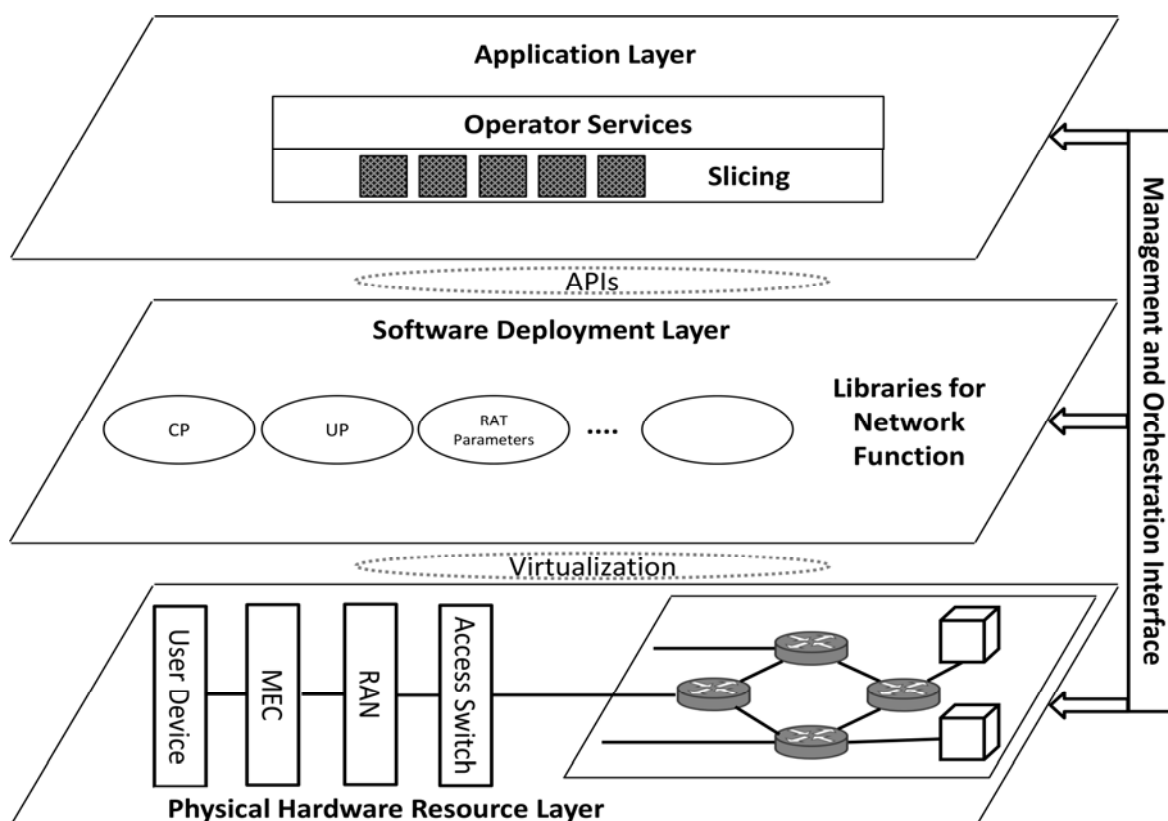 Application Layer
Operator Services
Slicing
APIs
Software Deployment Layer
CP
UP
RAT
Parameters
....
Libraries for
Network
Function
Virtualization
User Device
MEC
RAN
Access Switch
Physical Hardware Resource Layer
Management and Orchestration Interface